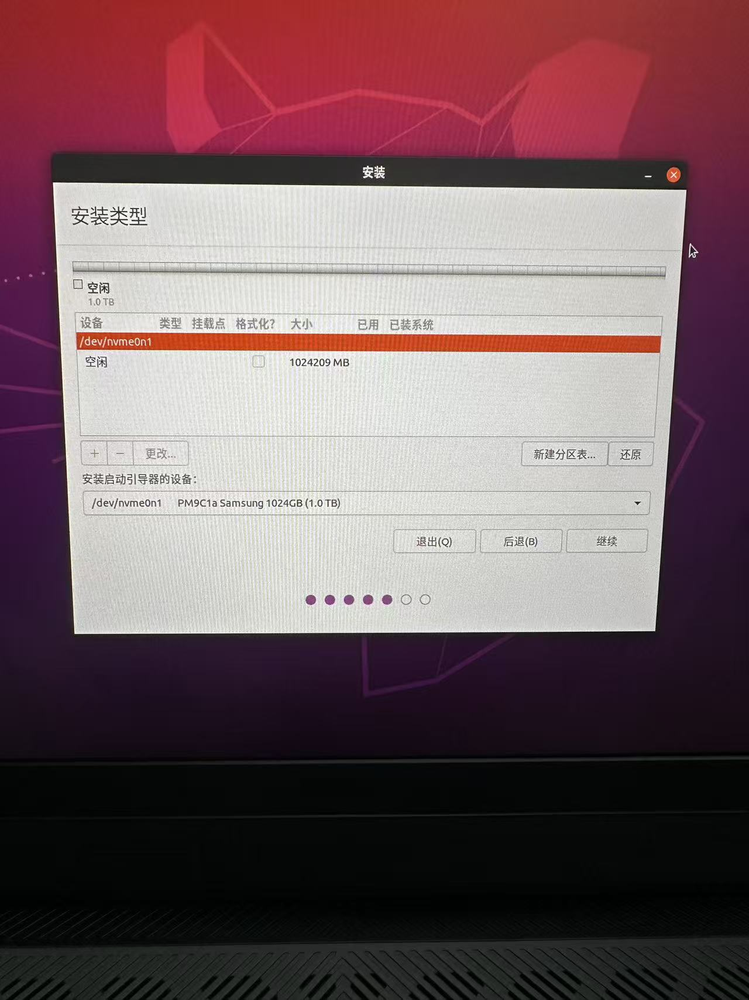 安装
安装类型
空闲
1.0 TB
设备 类型 挂载点 格式化? 大小 已用 已装系统
/dev/nvme0n1
空闲 1024209 MB
+ − 更改... 新建分区表... 还原
安装启动引导器的设备:
/dev/nvme0n1 PM9C1a Samsung 1024GB (1.0 TB)
退出(Q) 后退(B) 继续